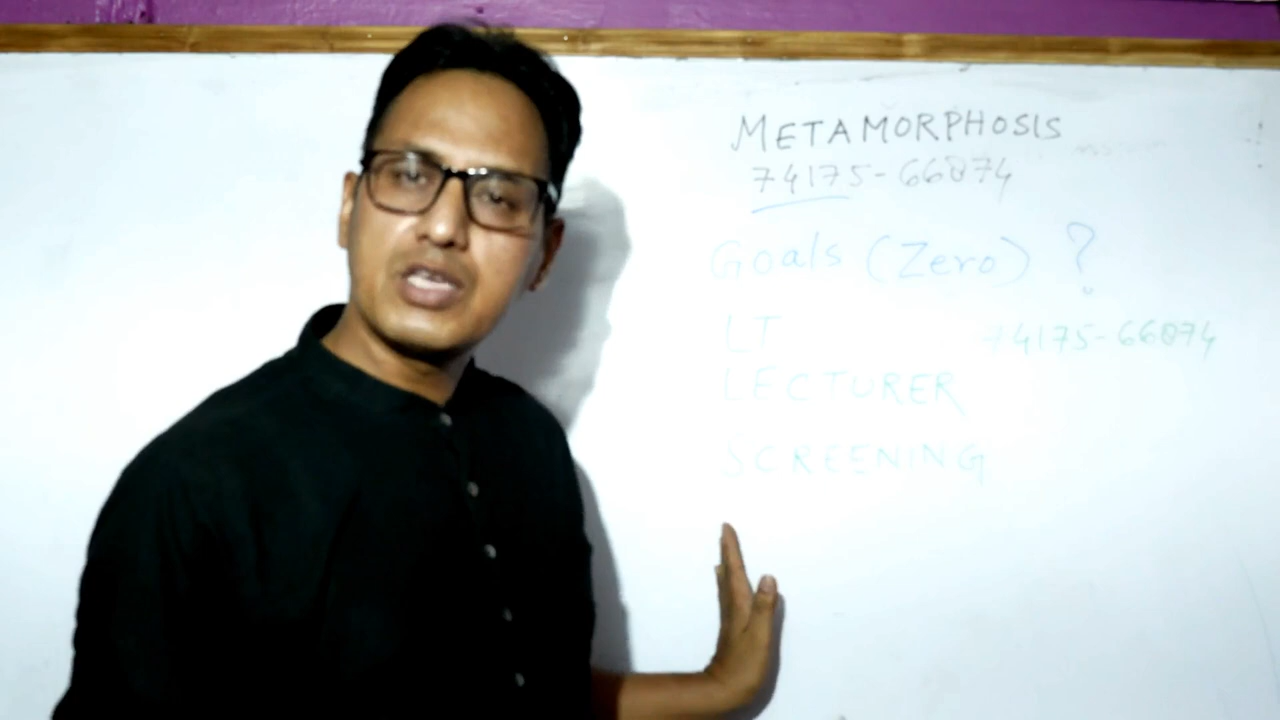 METAMORPHOSIS
74175-66874
Goals (Zero) ?
LT 74175-66874
LECTURER
SCREENING